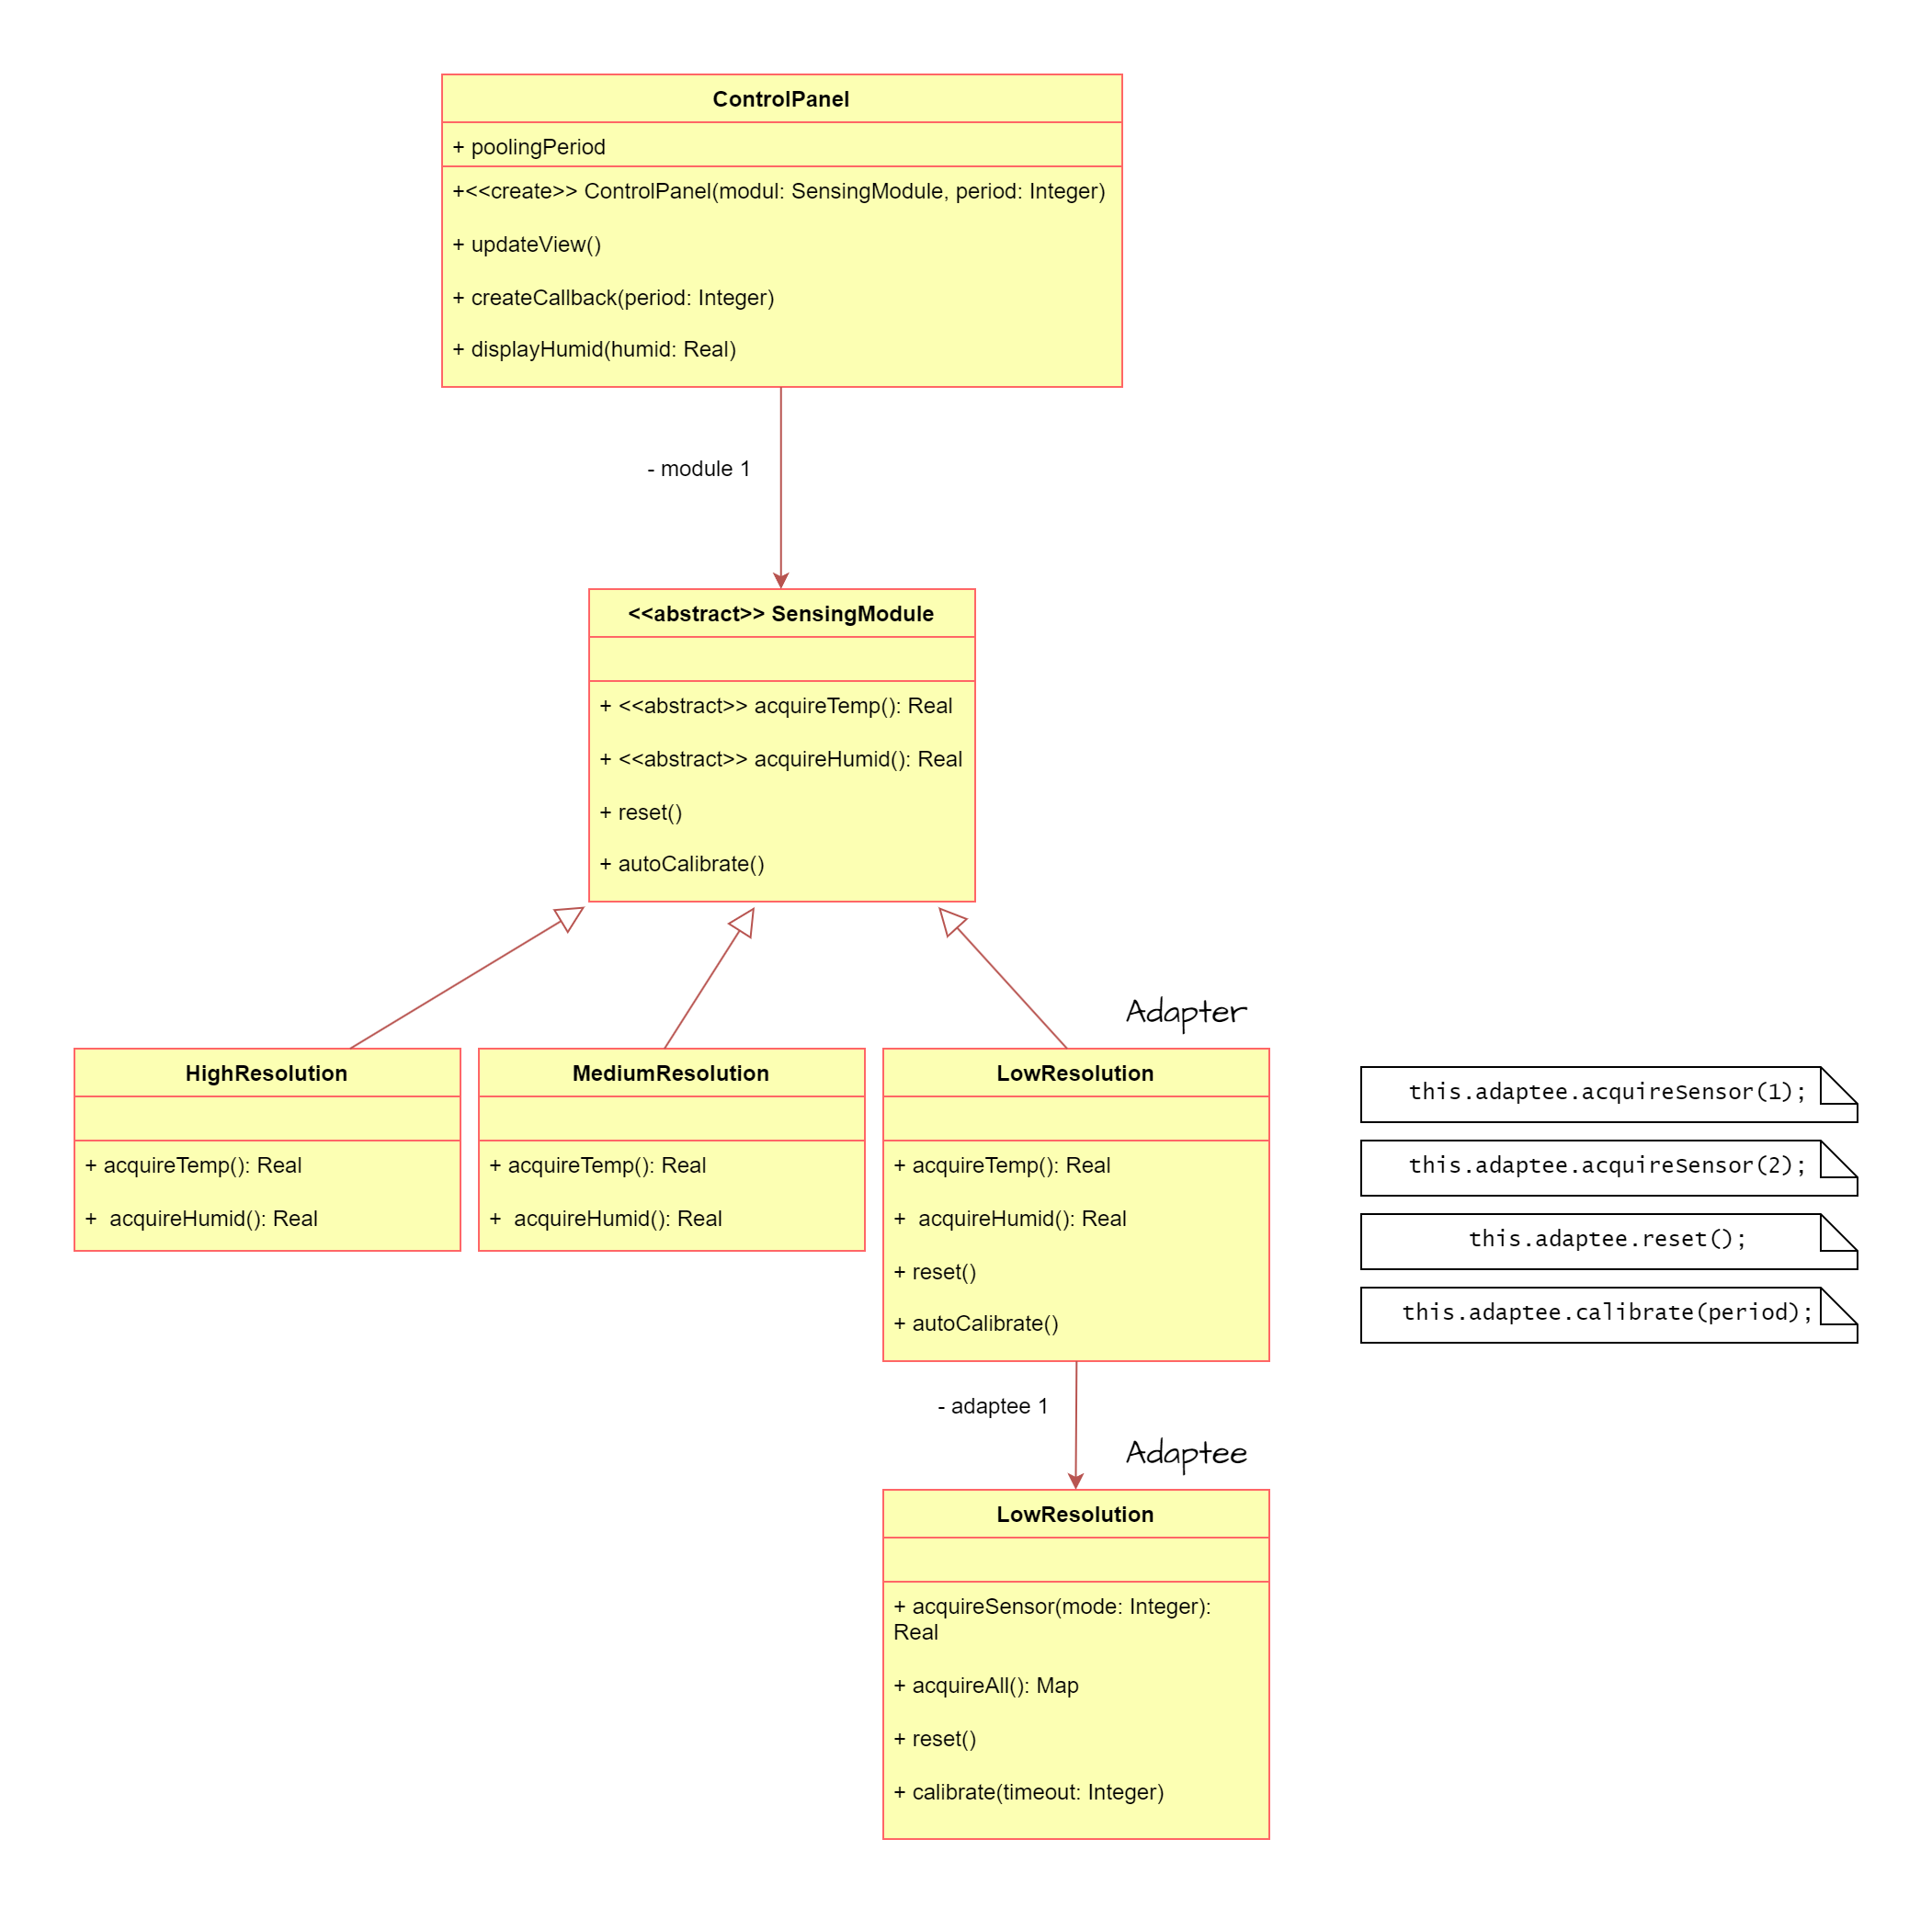 ControlPanel
+ poolingPeriod
+<<create>> ControlPanel(modul: SensingModule, period: Integer)
+ updateView()
+ createCallback(period: Integer)
+ displayHumid(humid: Real)
- module 1
<<abstract>> SensingModule
+ <<abstract>> acquireTemp(): Real
+ <<abstract>> acquireHumid(): Real
+ reset()
+ autoCalibrate()
HighResolution
+ acquireTemp(): Real
+ acquireHumid(): Real
MediumResolution
+ acquireTemp(): Real
+ acquireHumid(): Real
Adapter
LowResolution
+ acquireTemp(): Real
+ acquireHumid(): Real
+ reset()
+ autoCalibrate()
this.adaptee.acquireSensor(1);
this.adaptee.acquireSensor(2);
this.adaptee.reset();
this.adaptee.calibrate(period);
- adaptee 1
Adaptee
LowResolution
+ acquireSensor(mode: Integer):
Real
+ acquireAll(): Map
+ reset()
+ calibrate(timeout: Integer)